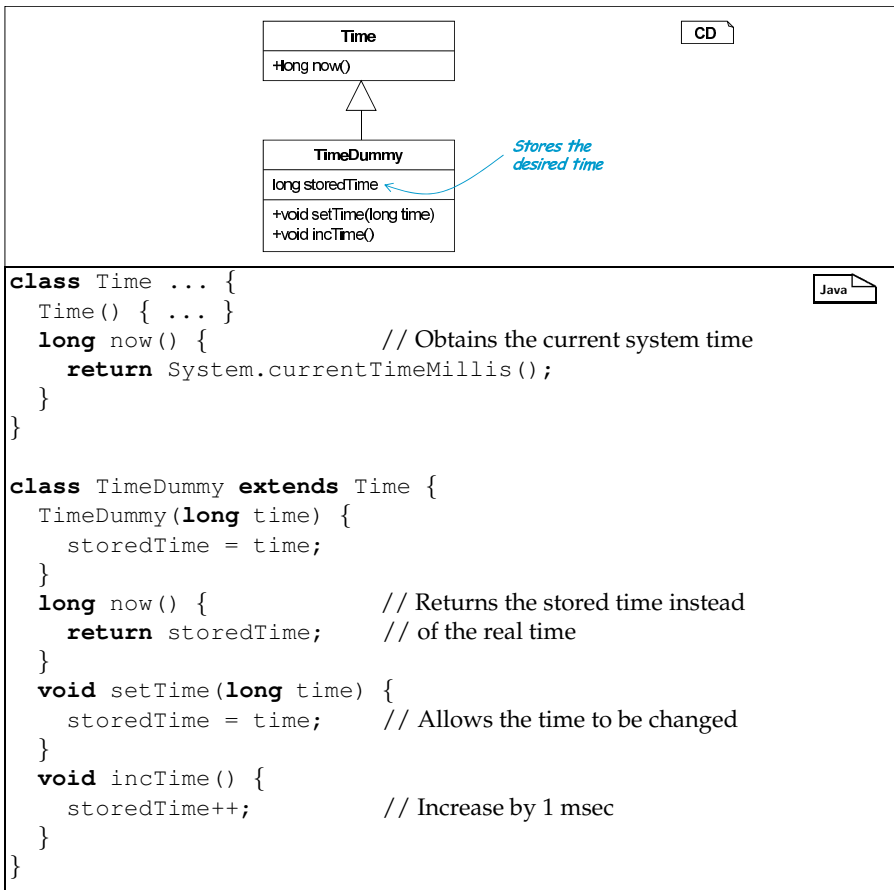 Time
CD
+long now()
TimeDummy
Stores the
desired time
long storedTime
+void setTime(long time)
+void incTime()
class Time ... {
Java
  Time() { ... }
  long now() {             // Obtains the current system time
    return System.currentTimeMillis();
  }
}
class TimeDummy extends Time {
  TimeDummy(long time) {
    storedTime = time;
  }
  long now() {             // Returns the stored time instead
    return storedTime;     // of the real time
  }
  void setTime(long time) {
    storedTime = time;     // Allows the time to be changed
  }
  void incTime() {
    storedTime++;          // Increase by 1 msec
  }
}